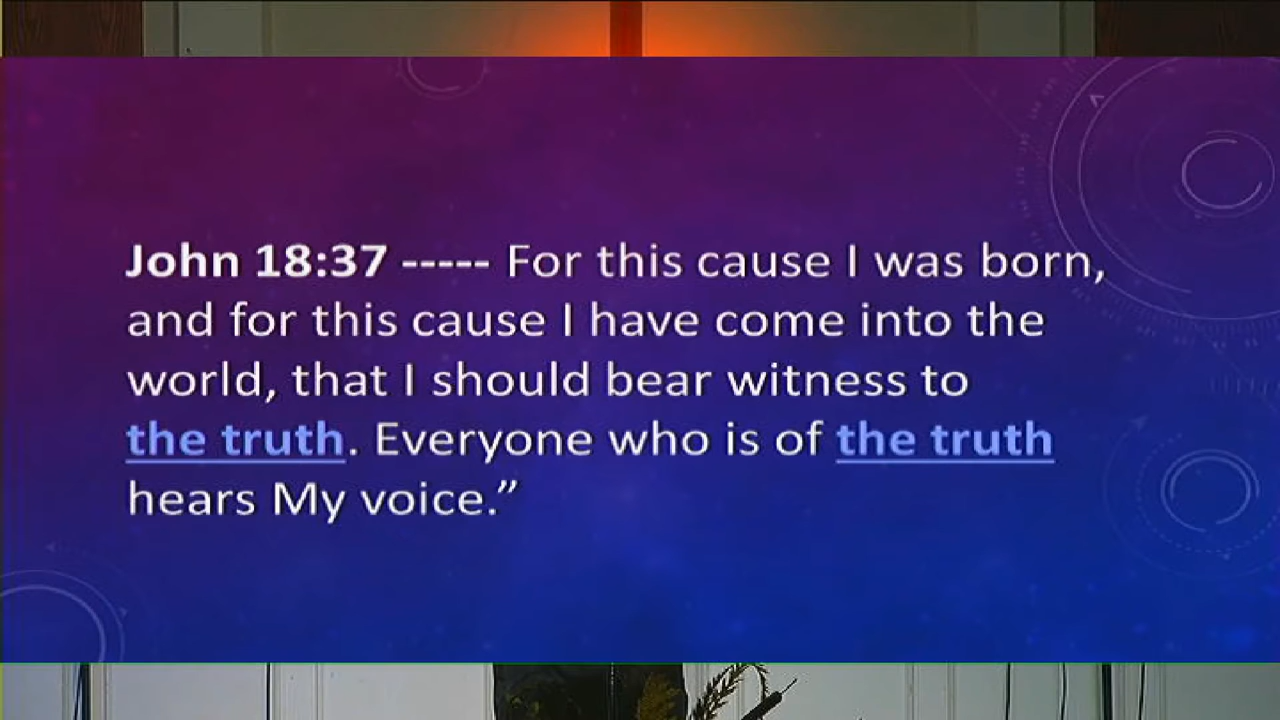 John 18:37 ----- For this cause I was born,
and for this cause I have come into the
world, that I should bear witness to
the truth. Everyone who is of the truth
hears My voice.”